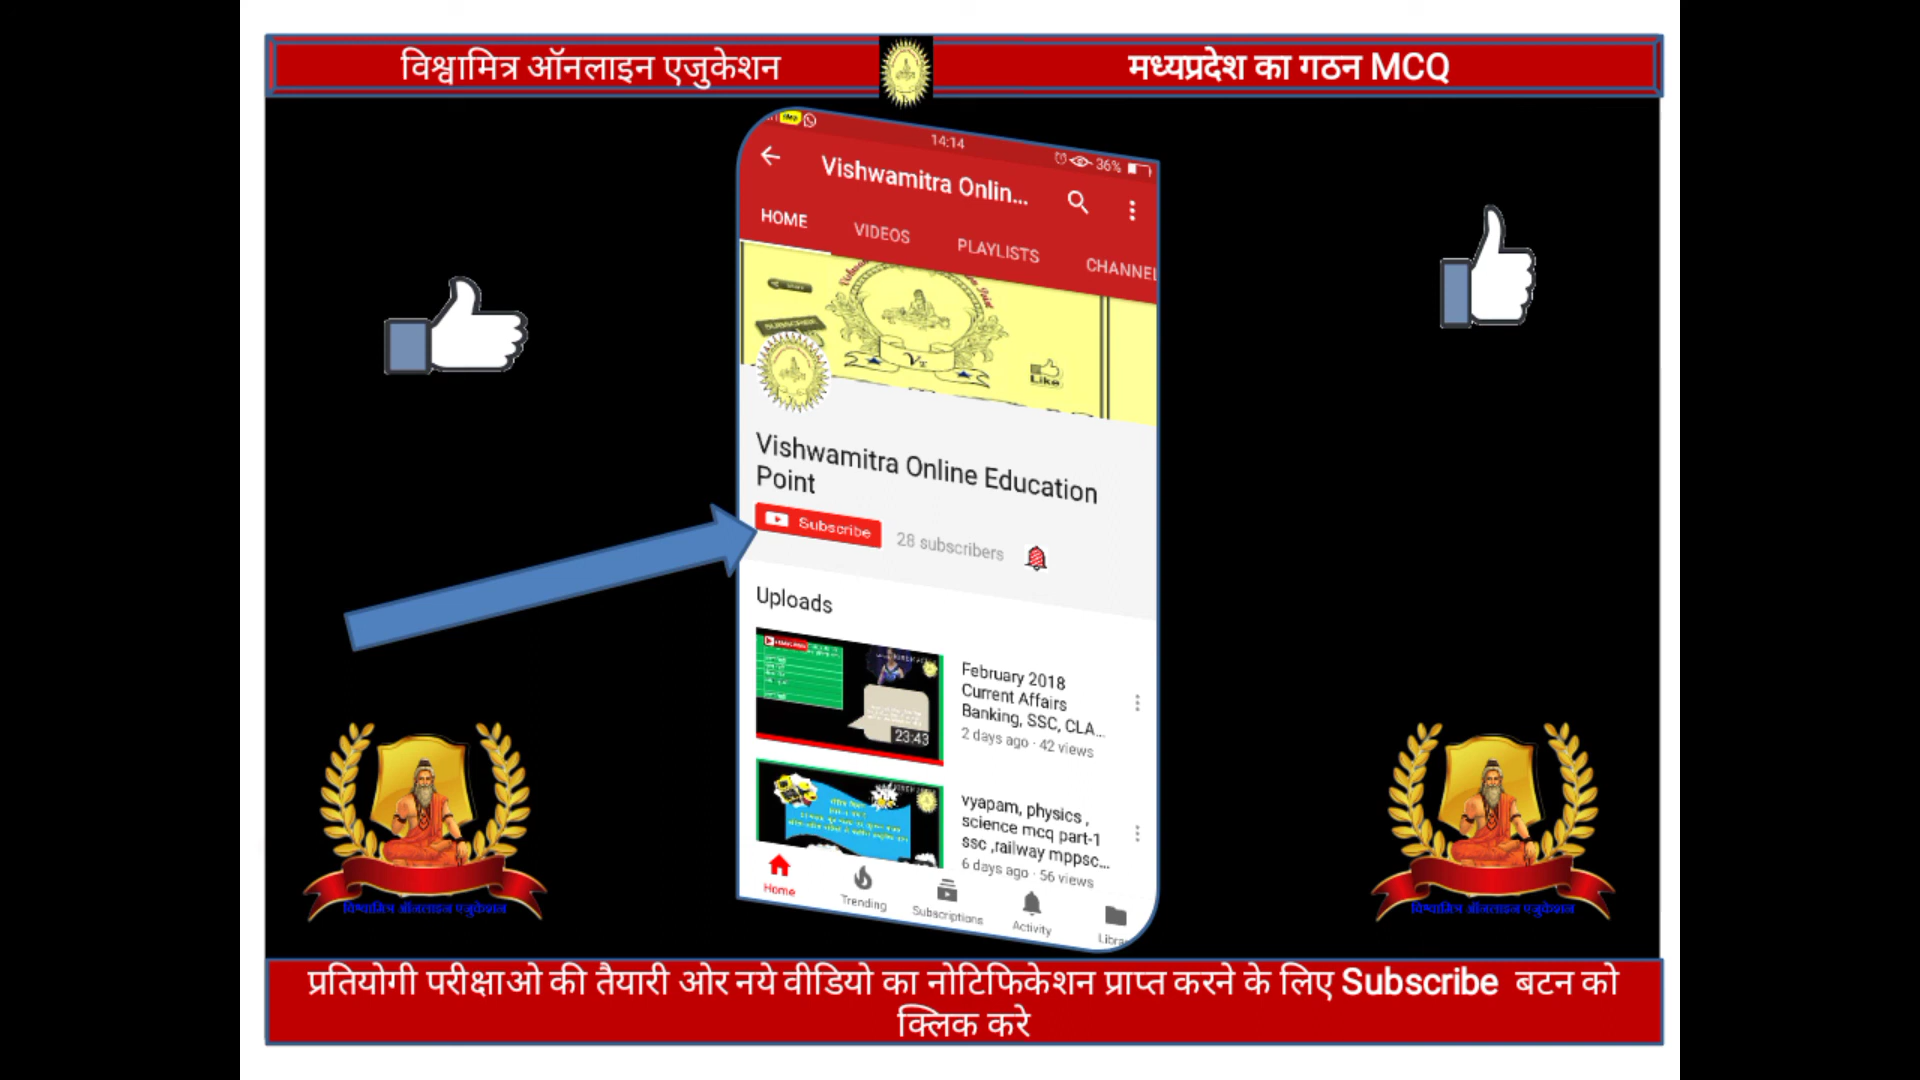 विश्वामित्र ऑनलाइन एजुकेशन
मध्यप्रदेश का गठन MCQ
14:14
36%
Vishwamitra Onlin...
HOME
VIDEOS
PLAYLISTS
CHANNEL
SUBSCRIBE
Like
Vishwamitra Online Education
Point
Subscribe
28 subscribers
Uploads
23:43
February 2018
Current Affairs
Banking, SSC, CLA...
2 days ago · 42 views
vyapam, physics ,
science mcq part-1
ssc ,railway mppsc...
6 days ago · 56 views
Home
Trending
Subscriptions
Activity
Libra
विश्वामित्र ऑनलाइन एजुकेशन
विश्वामित्र ऑनलाइन एजुकेशन
प्रतियोगी परीक्षाओ की तैयारी ओर नये वीडियो का नोटिफिकेशन प्राप्त करने के लिए Subscribe बटन को
क्लिक करे